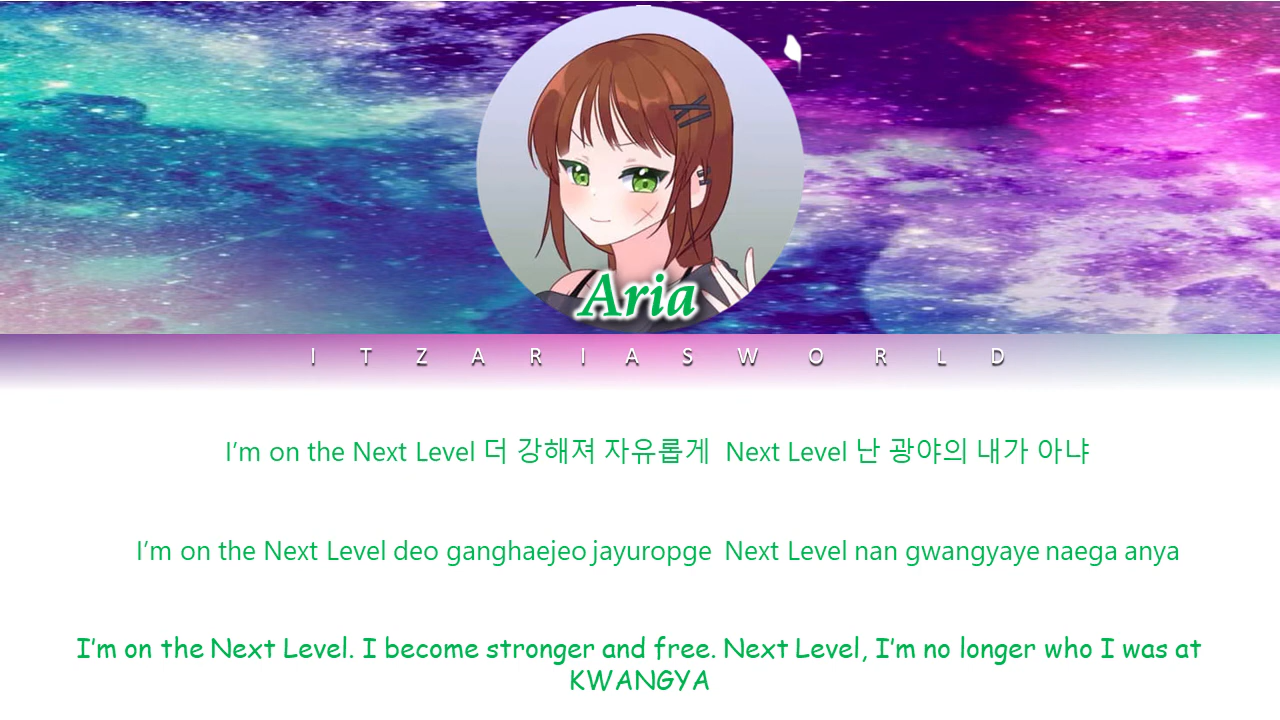 Aria
I T Z A R I A S W O R L D
I'm on the Next Level 더 강해져 자유롭게  Next Level 난 광야의 내가 아냐
I'm on the Next Level deo ganghaejeo jayuropge  Next Level nan gwangyaye naega anya
I'm on the Next Level. I become stronger and free. Next Level, I'm no longer who I was at
KWANGYA